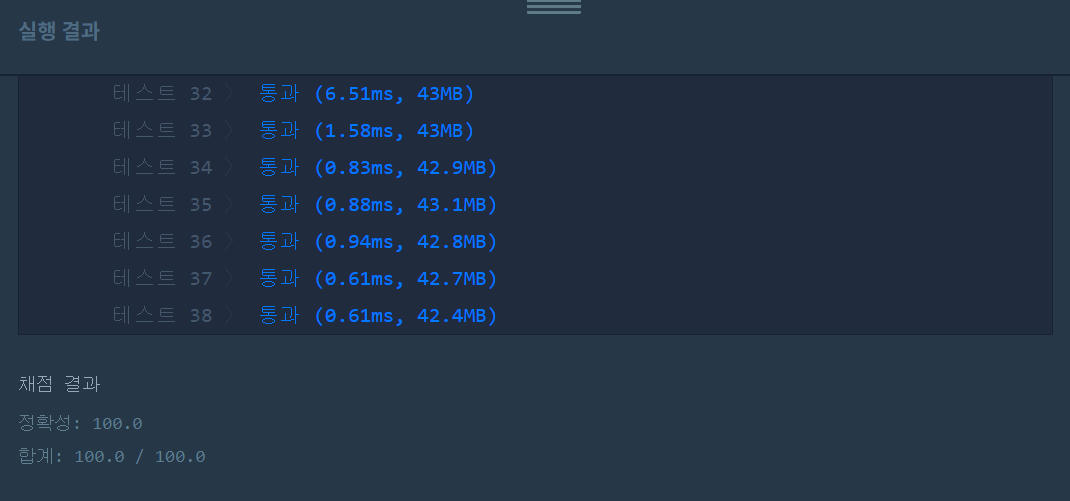 실행 결과
테스트 32 〉 통과 (6.51ms, 43MB)
테스트 33 〉 통과 (1.58ms, 43MB)
테스트 34 〉 통과 (0.83ms, 42.9MB)
테스트 35 〉 통과 (0.88ms, 43.1MB)
테스트 36 〉 통과 (0.94ms, 42.8MB)
테스트 37 〉 통과 (0.61ms, 42.7MB)
테스트 38 〉 통과 (0.61ms, 42.4MB)
채점 결과
정확성: 100.0
합계: 100.0 / 100.0